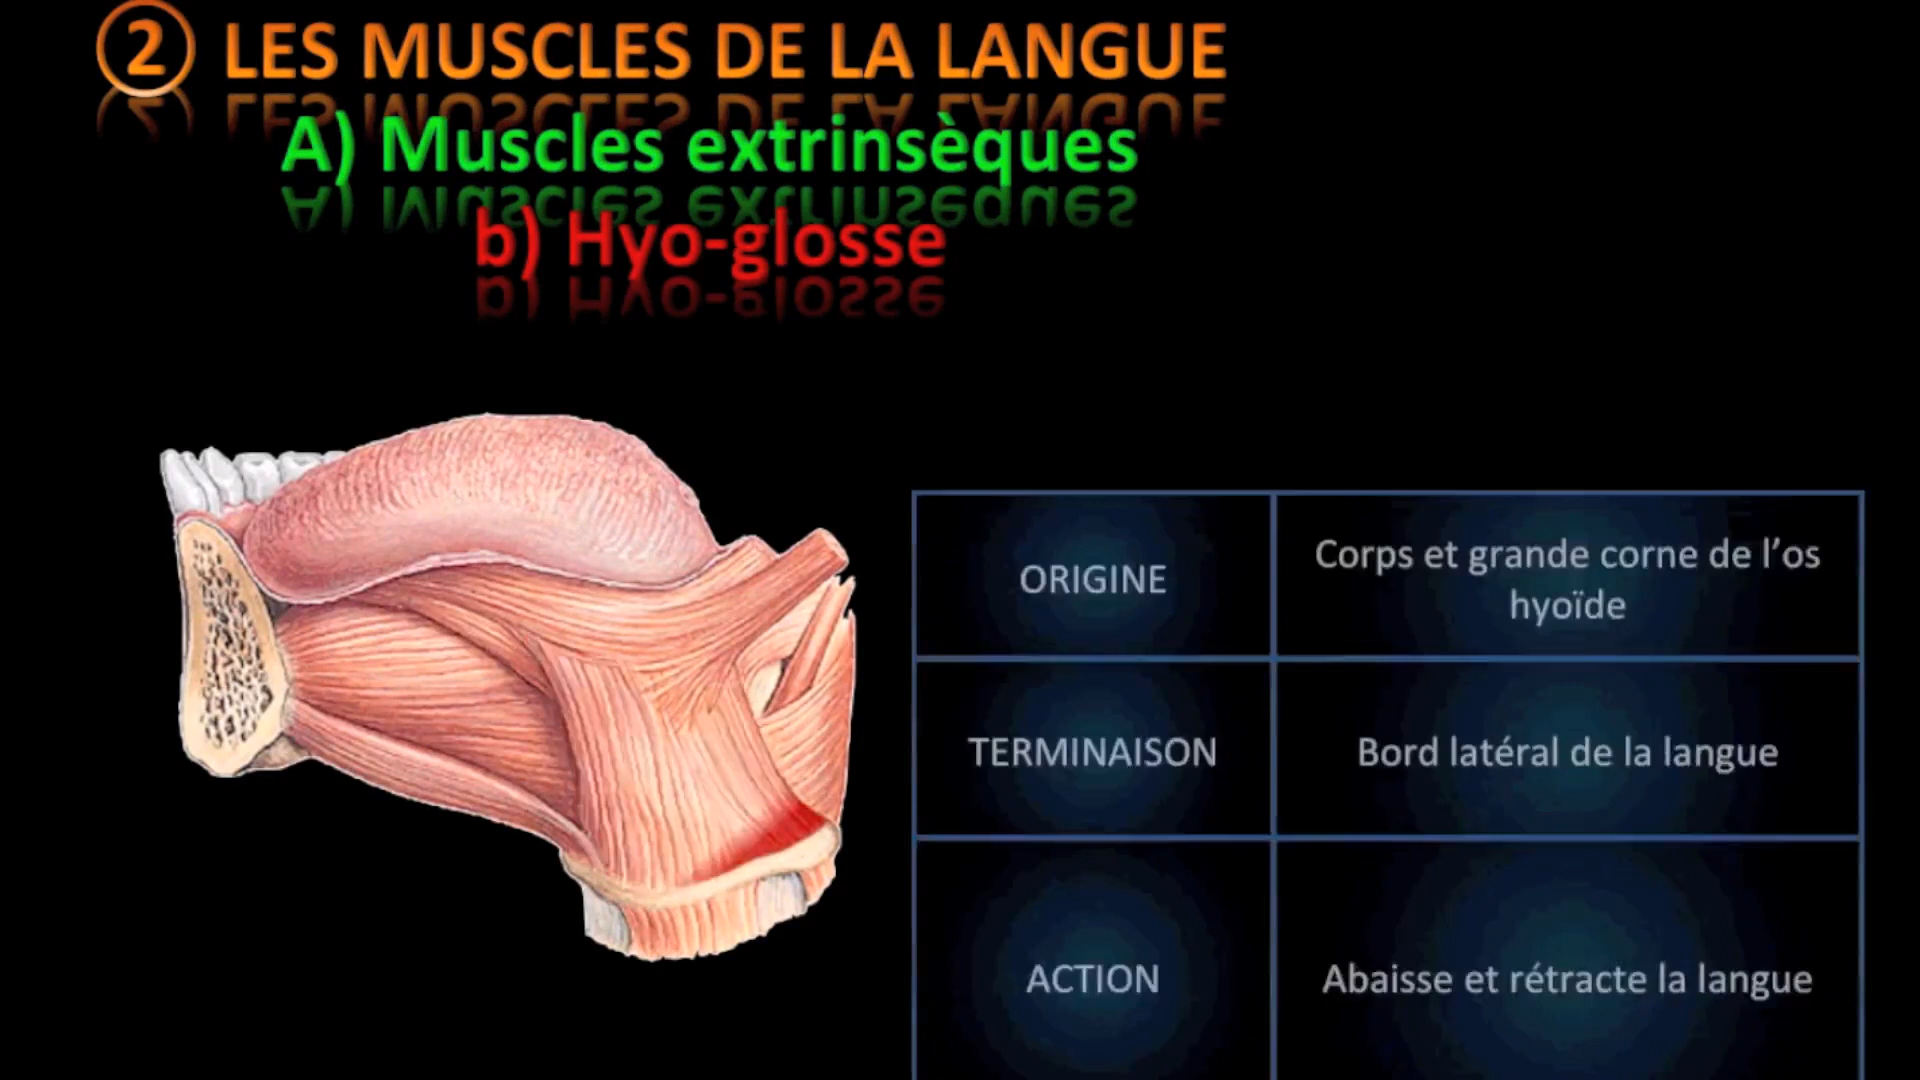 2 LES MUSCLES DE LA LANGUE
A) Muscles extrinsèques
b) Hyo-glosse
ORIGINE
Corps et grande corne de l’os
hyoïde
TERMINAISON
Bord latéral de la langue
ACTION
Abaisse et rétracte la langue